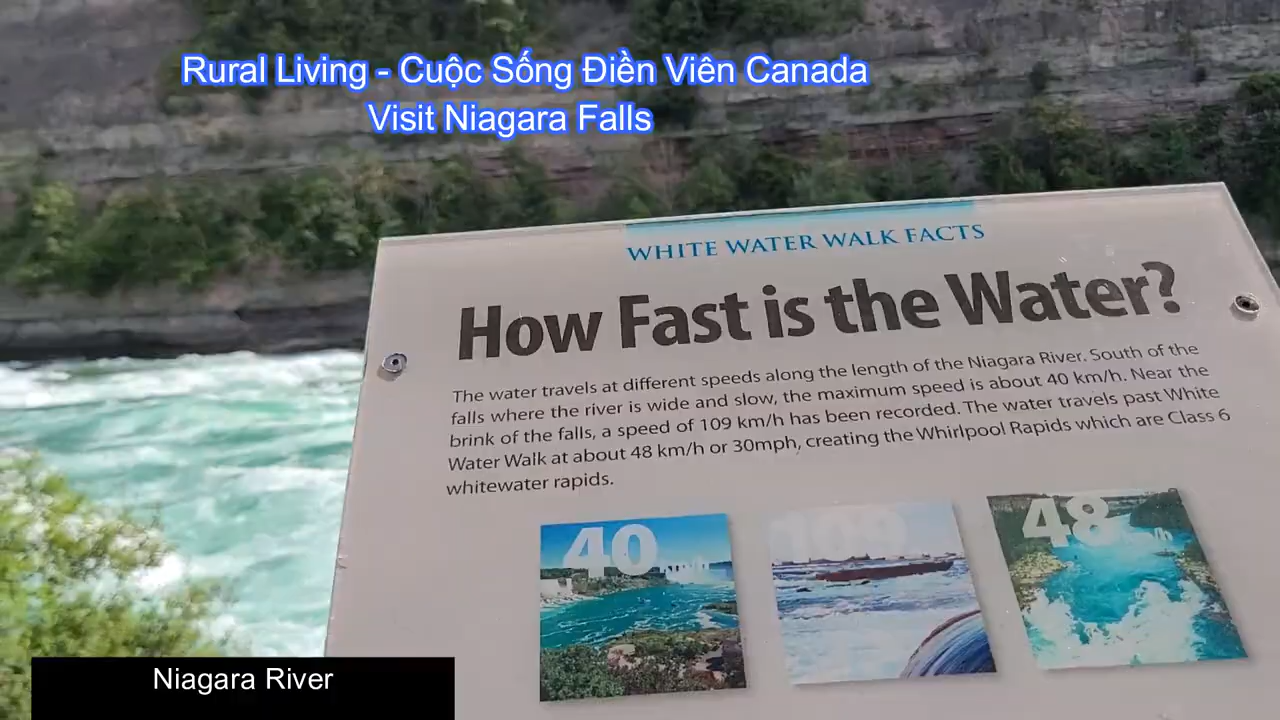 Rural Living - Cuộc Sống Điền Viên Canada
Visit Niagara Falls
WHITE WATER WALK FACTS
How Fast is the Water?
The water travels at different speeds along the length of the Niagara River. South of the
falls where the river is wide and slow, the maximum speed is about 40 km/h. Near the
brink of the falls, a speed of 109 km/h has been recorded. The water travels past White
Water Walk at about 48 km/h or 30mph, creating the Whirlpool Rapids which are Class 6
whitewater rapids.
40
109
48
Niagara River